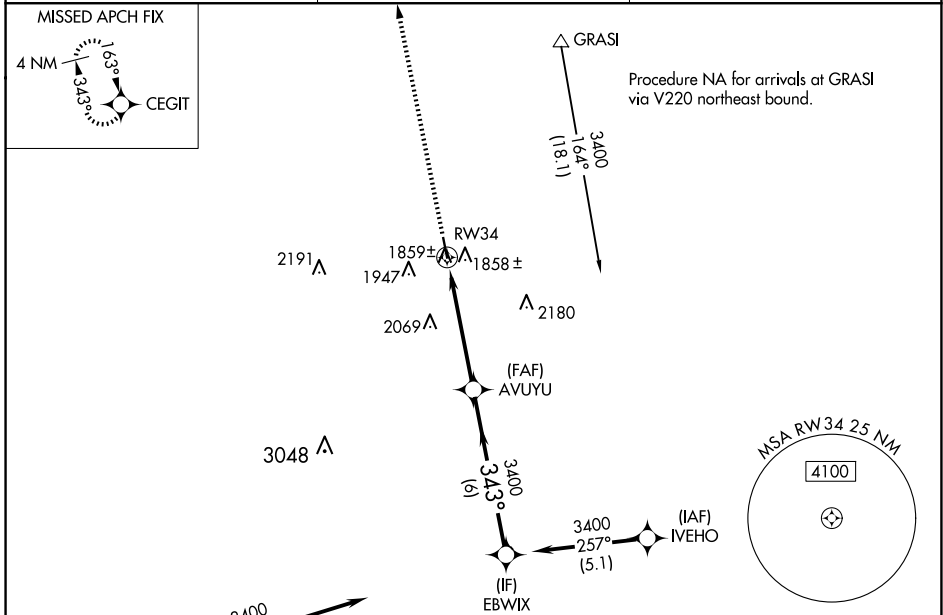 MISSED APCH FIX
4 NM
163°
343°
CEGIT
GRASI
Procedure NA for arrivals at GRASI
via V220 northeast bound.
3400
164°
(18.1)
RW34
1859±
1858±
2191
1947
2180
2069
(FAF)
AVUYU
3048
3400
343°
(6)
MSA RW34 25 NM
4100
(IAF)
IVEHO
3400
257°
(5.1)
(IF)
EBWIX
3400